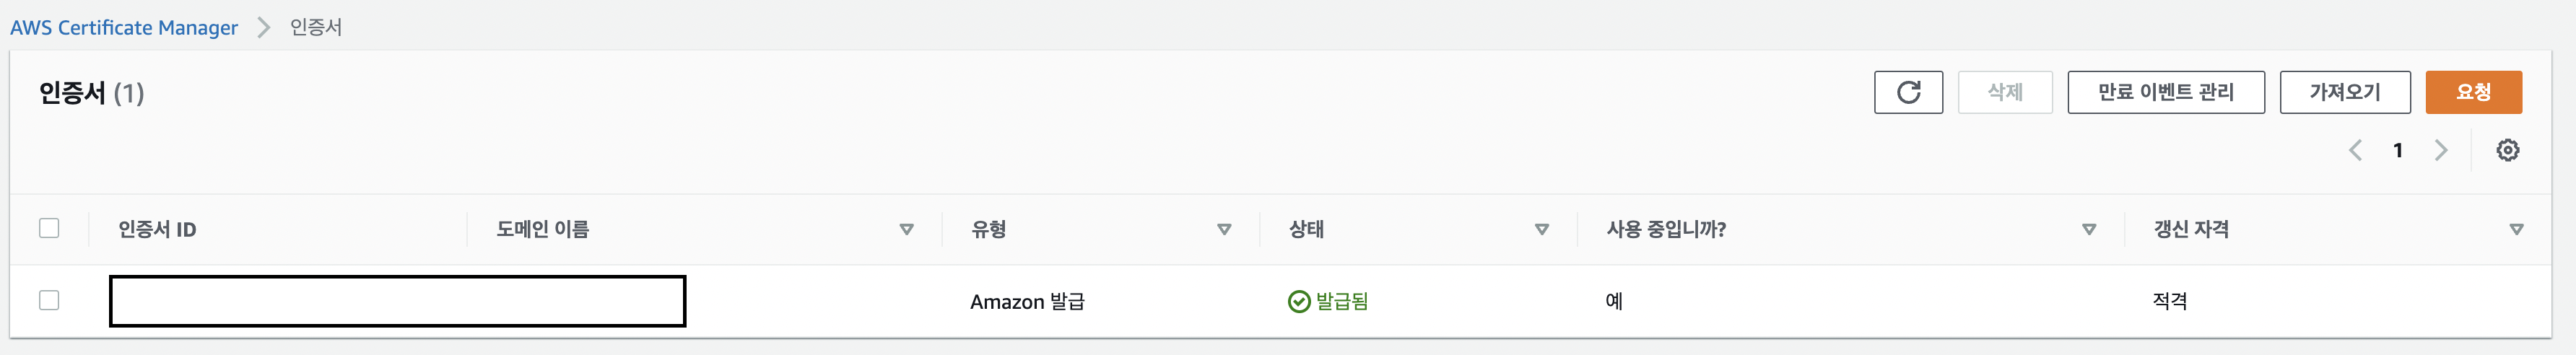 AWS Certificate Manager > 인증서
인증서 (1)
삭제 만료 이벤트 관리 가져오기 요청
1
인증서 ID 도메인 이름 유형 상태 사용 중입니까? 갱신 자격
Amazon 발급 발급됨 예 적격